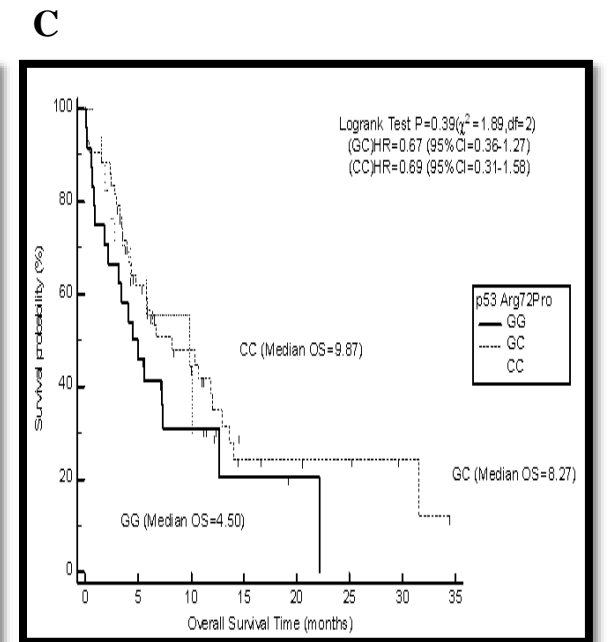 C
Logrank Test P=0.39(χ²=1.89,df=2)
(GC)HR=0.67 (95%CI=0.36-1.27)
(CC)HR=0.69 (95%CI=0.31-1.58)
100
80
60
40
20
0
Survival probability (%)
p53 Arg72Pro
GG
GC
CC
CC (Median OS=9.87)
GC (Median OS=8.27)
GG (Median OS=4.50)
0 5 10 15 20 25 30 35
Overall Survival Time (months)